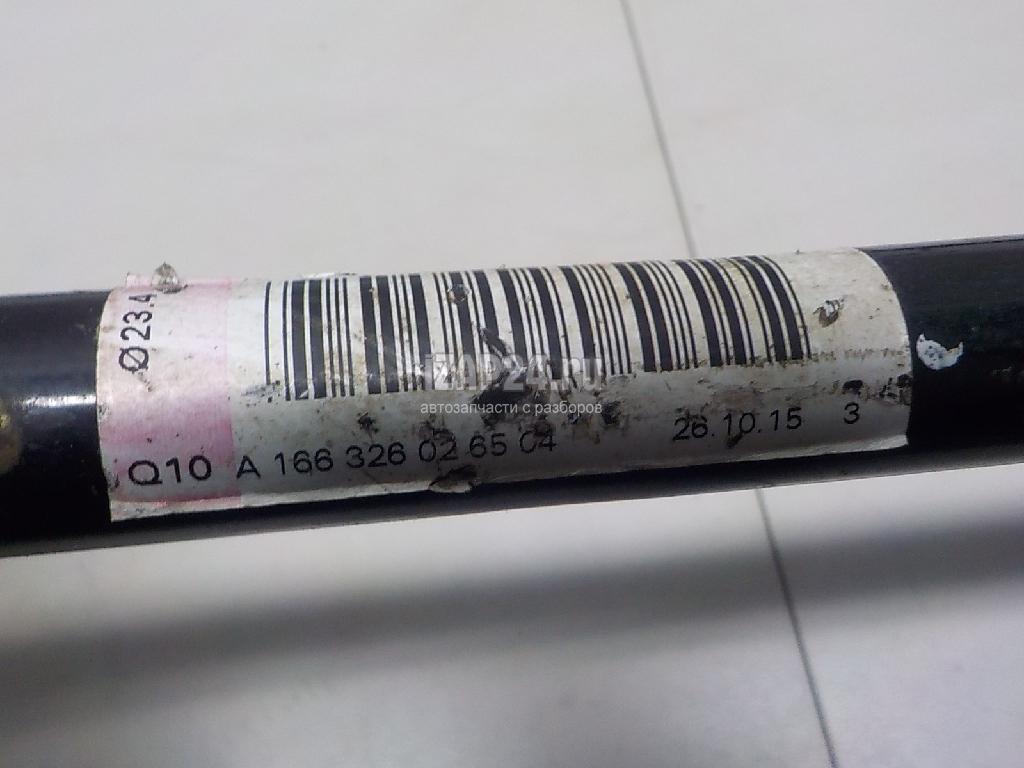 Ø23.4
iZAP24.ru
автозапчасти с разборов
Q10 A 166 326 02 65 04 26.10.15 3